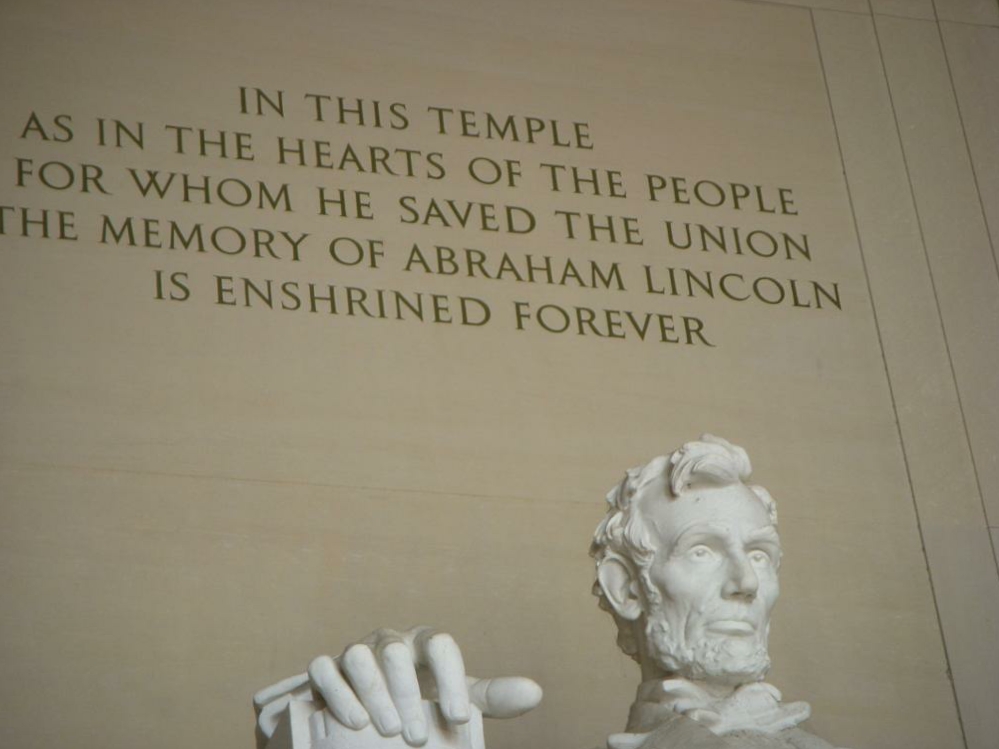 IN THIS TEMPLE
AS IN THE HEARTS OF THE PEOPLE
FOR WHOM HE SAVED THE UNION
THE MEMORY OF ABRAHAM LINCOLN
IS ENSHRINED FOREVER